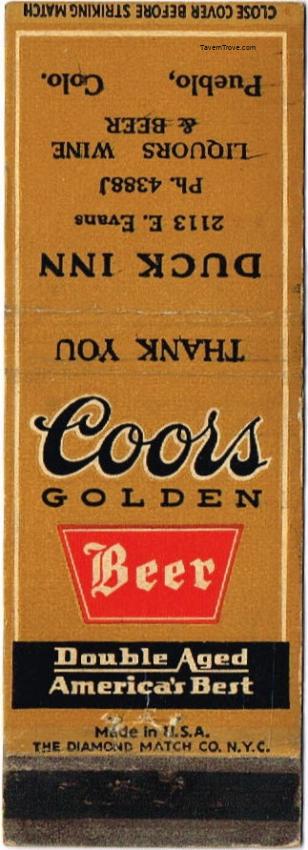 CLOSE COVER BEFORE STRIKING MATCH
TavernTrove.com
Pueblo, Colo.
& BEER
LIQUORS WINE
Ph. 4388J
2113 E. Evans
DUCK INN
THANK YOU
Coors
GOLDEN
Beer
Double Aged
America's Best
Made in U.S.A.
THE DIAMOND MATCH CO. N.Y.C.